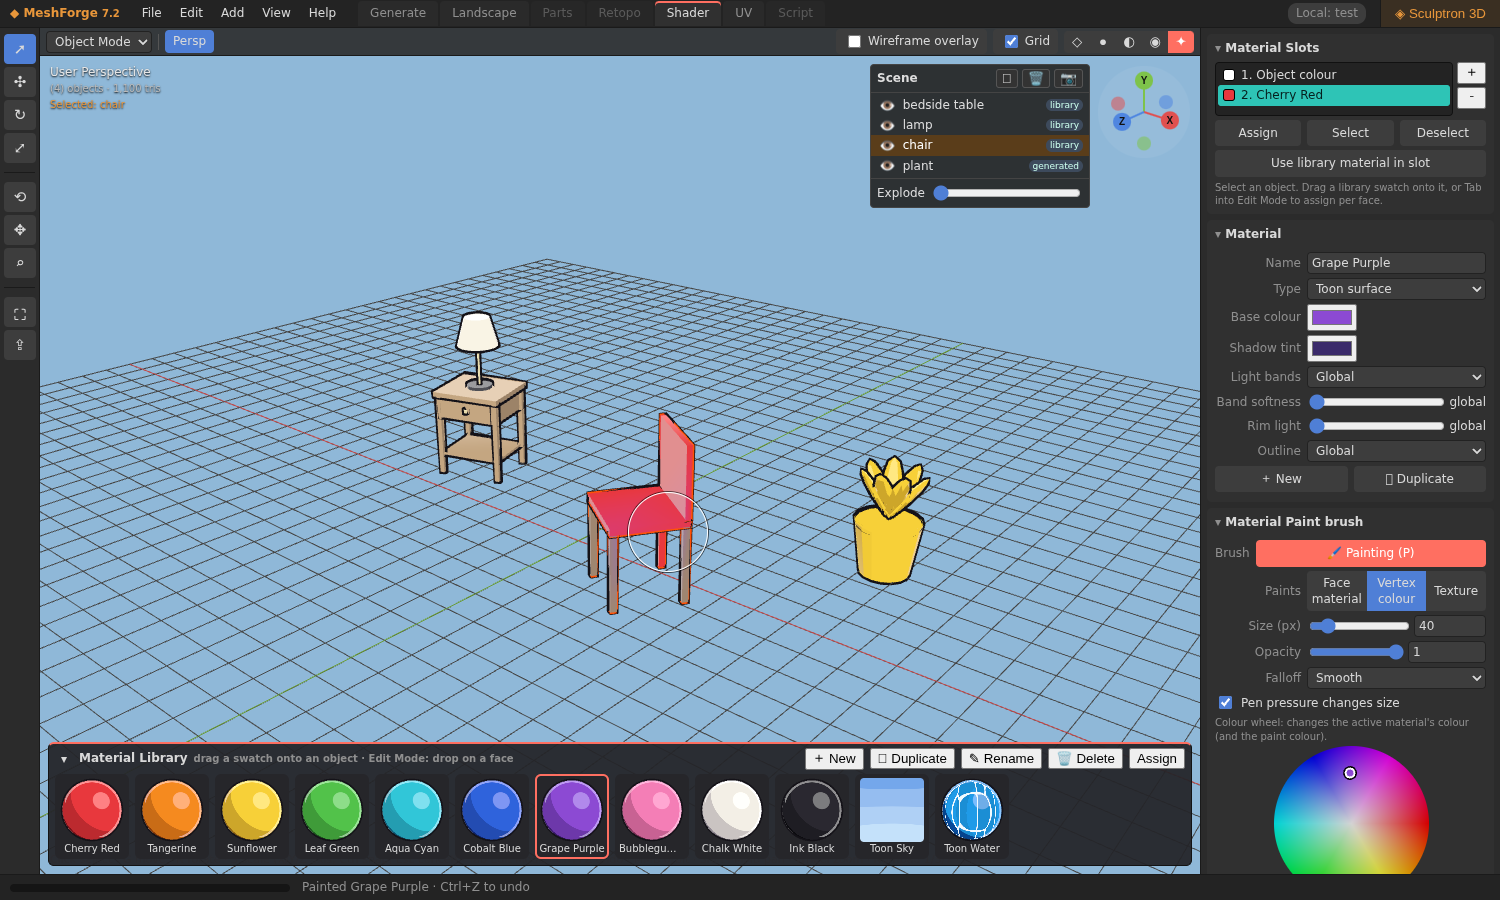 MeshForge 7.2 File Edit Add View Help Generate Landscape Parts Retopo Shader UV Script Local: test Sculptron 3D
Object Mode Persp Wireframe overlay Grid
User Perspective
(4) objects · 1,100 tris
Selected: chair
Scene
bedside table library
lamp library
chair library
plant generated
Explode
Y
Z
X
Material Slots
1. Object colour +
2. Cherry Red -
Assign Select Deselect
Use library material in slot
Select an object. Drag a library swatch onto it, or Tab
into Edit Mode to assign per face.
Material
Name Grape Purple
Type Toon surface
Base colour
Shadow tint
Light bands Global
Band softness global
Rim light global
Outline Global
+ New Duplicate
Material Paint brush
Brush Painting (P)
Paints Face material Vertex colour Texture
Size (px) 40
Opacity 1
Falloff Smooth
Pen pressure changes size
Colour wheel: changes the active material's colour
(and the paint colour).
Material Library drag a swatch onto an object · Edit Mode: drop on a face + New Duplicate Rename Delete Assign
Cherry Red Tangerine Sunflower Leaf Green Aqua Cyan Cobalt Blue Grape Purple Bubblegu... Chalk White Ink Black Toon Sky Toon Water
Painted Grape Purple · Ctrl+Z to undo